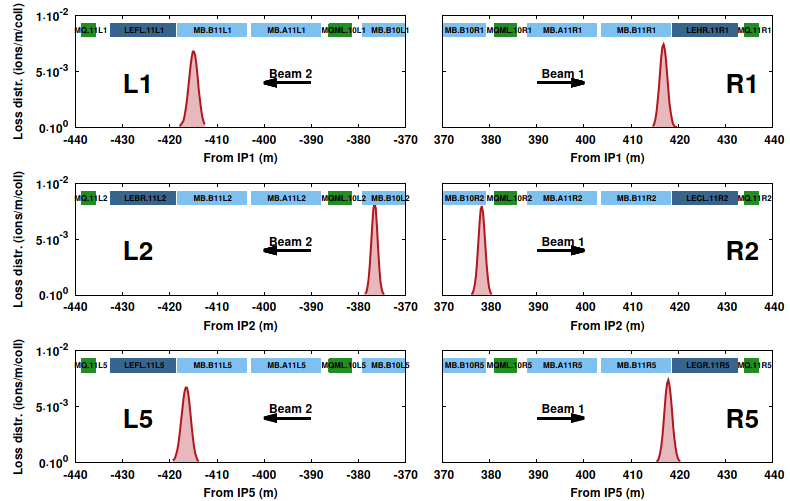 Loss distr. (ions/m/coll)
1·10⁻²
5·10⁻³
0·10⁰
MQ.11L1 LEFL.11L1 MB.B11L1 MB.A11L1 MQML.10L1 MB.B10L1
L1
Beam 2
-440 -430 -420 -410 -400 -390 -380 -370
From IP1 (m)
MB.B10R1 MQML.10R1 MB.A11R1 MB.B11R1 LEHR.11R1 MQ.11R1
Beam 1
R1
370 380 390 400 410 420 430 440
From IP1 (m)
Loss distr. (ions/m/coll)
1·10⁻²
5·10⁻³
0·10⁰
MQ.11L2 LEBR.11L2 MB.B11L2 MB.A11L2 MQML.10L2 MB.B10L2
L2
Beam 2
-440 -430 -420 -410 -400 -390 -380 -370
From IP2 (m)
MB.B10R2 MQML.10R2 MB.A11R2 MB.B11R2 LECL.11R2 MQ.11R2
Beam 1
R2
370 380 390 400 410 420 430 440
From IP2 (m)
Loss distr. (ions/m/coll)
1·10⁻²
5·10⁻³
0·10⁰
MQ.11L5 LEFL.11L5 MB.B11L5 MB.A11L5 MQML.10L5 MB.B10L5
L5
Beam 2
-440 -430 -420 -410 -400 -390 -380 -370
From IP5 (m)
MB.B10R5 MQML.10R5 MB.A11R5 MB.B11R5 LEGR.11R5 MQ.11R5
Beam 1
R5
370 380 390 400 410 420 430 440
From IP5 (m)